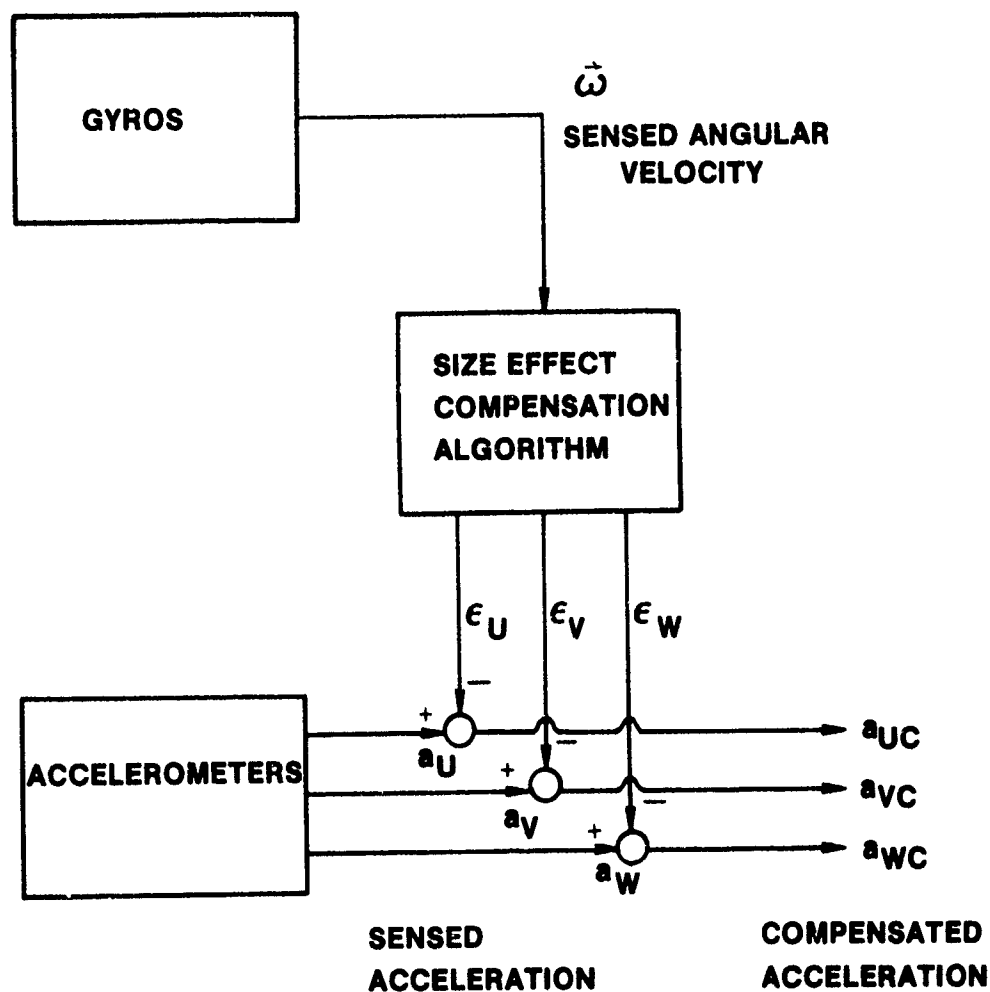 GYROS
ω⃗
SENSED ANGULAR
VELOCITY
SIZE EFFECT
COMPENSATION
ALGORITHM
ϵU
ϵV
ϵW
ACCELEROMETERS
+
−
aU
aUC
+
−
aV
aVC
+
−
aW
aWC
SENSED
ACCELERATION
COMPENSATED
ACCELERATION